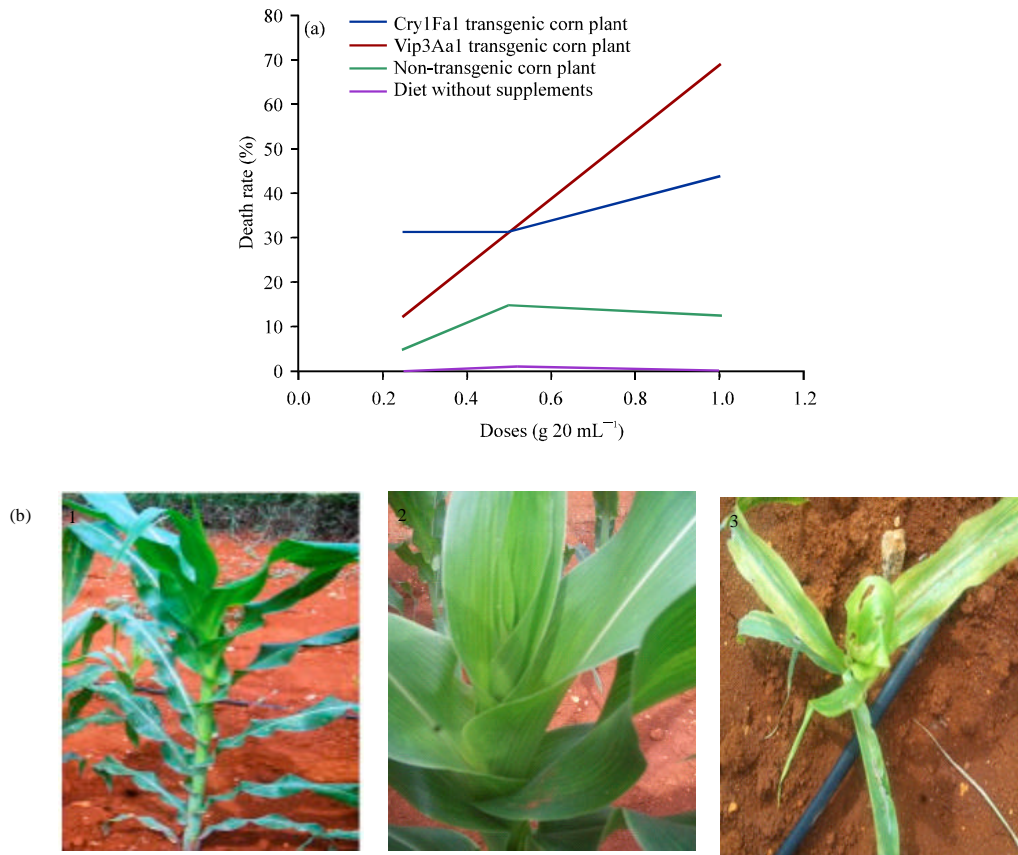 (a)
Cry1Fa1 transgenic corn plant
Vip3Aa1 transgenic corn plant
Non-transgenic corn plant
Diet without supplements
Death rate (%)
80
70
60
50
40
30
20
10
0
0.0 0.2 0.4 0.6 0.8 1.0 1.2
Doses (g 20 mL⁻¹)
(b)
1
2
3